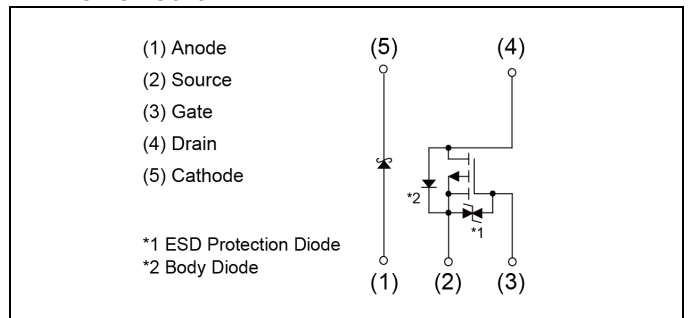 (1) Anode
(2) Source
(3) Gate
(4) Drain
(5) Cathode
*1 ESD Protection Diode
*2 Body Diode
(5)
(4)
*2
*1
(1)
(2)
(3)